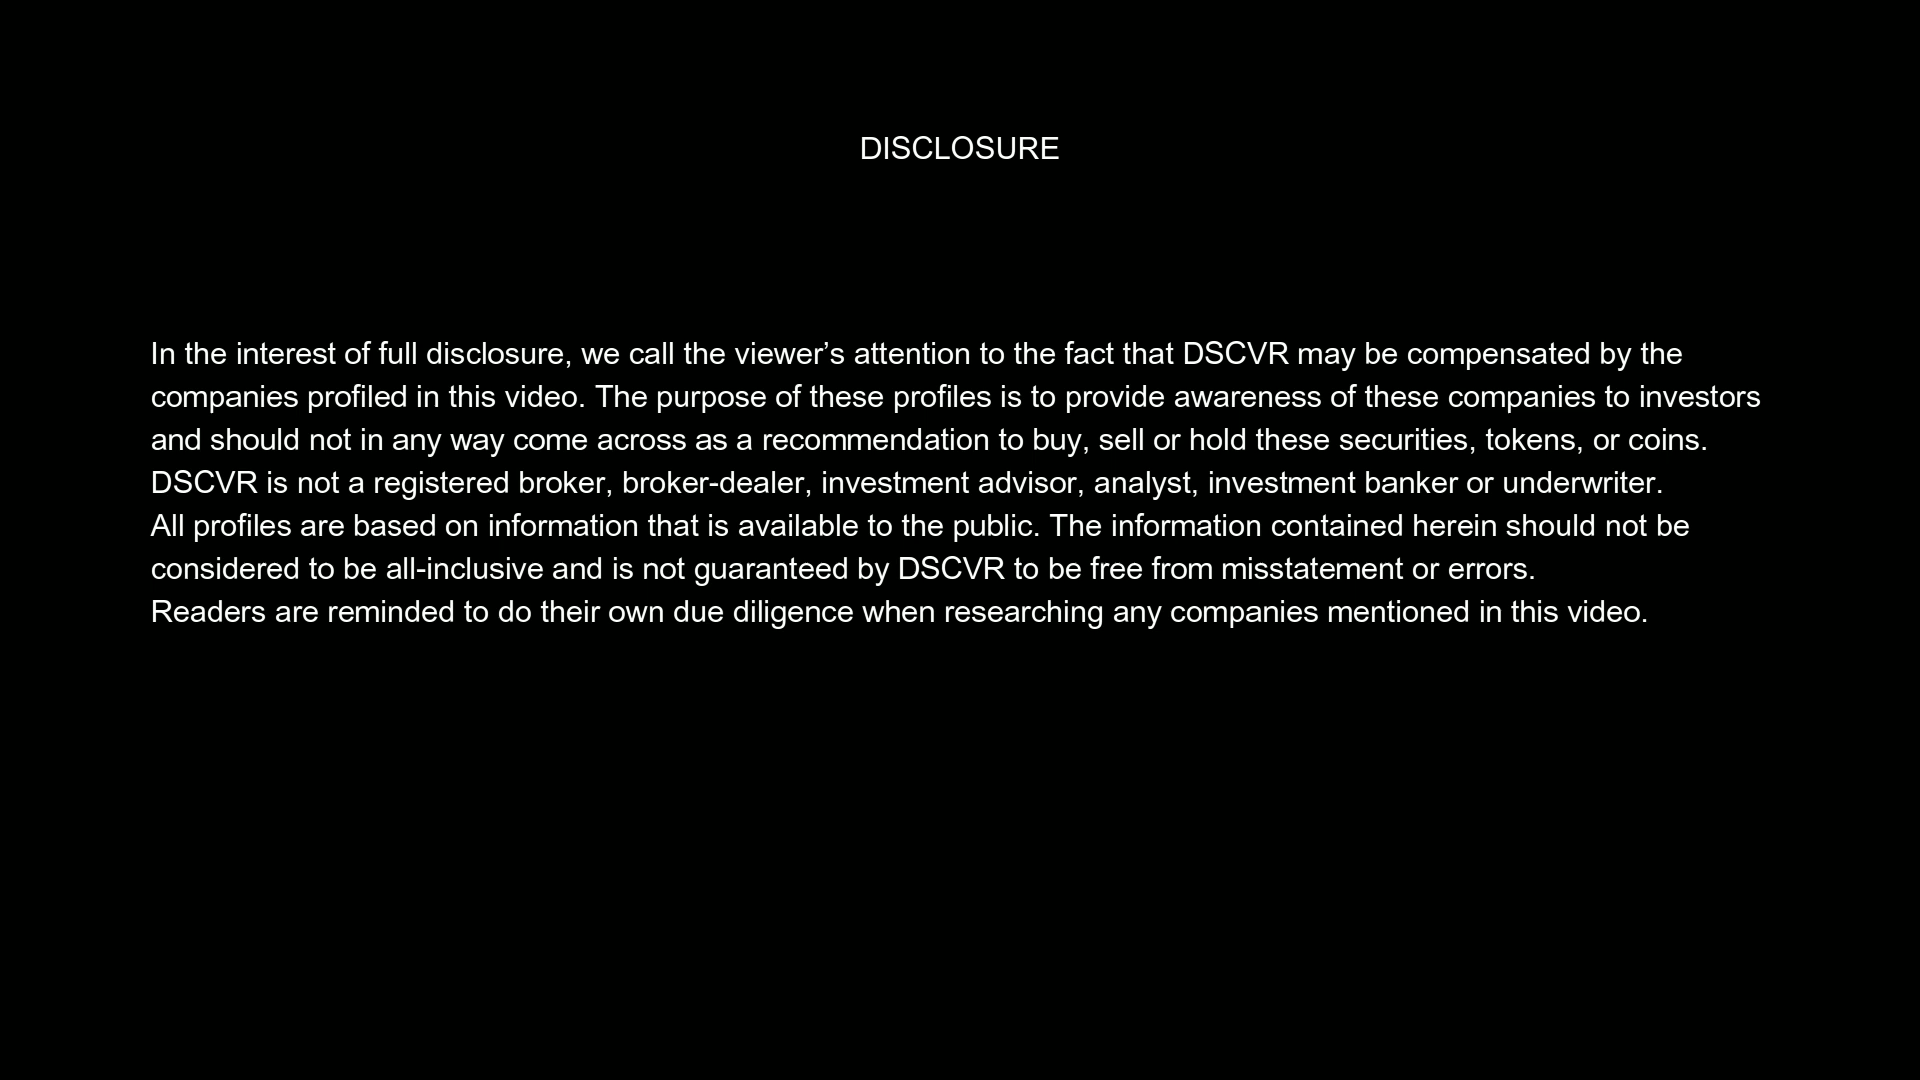 DISCLOSURE
In the interest of full disclosure, we call the viewer’s attention to the fact that DSCVR may be compensated by the
companies profiled in this video. The purpose of these profiles is to provide awareness of these companies to investors
and should not in any way come across as a recommendation to buy, sell or hold these securities, tokens, or coins.
DSCVR is not a registered broker, broker-dealer, investment advisor, analyst, investment banker or underwriter.
All profiles are based on information that is available to the public. The information contained herein should not be
considered to be all-inclusive and is not guaranteed by DSCVR to be free from misstatement or errors.
Readers are reminded to do their own due diligence when researching any companies mentioned in this video.